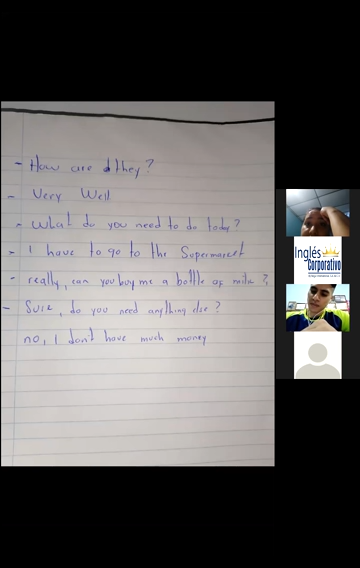 - How are they?
- Very Well
- What do you need to do today?
- I have to go to the Supermarket
- really, can you buy me a bottle of milk?
- Sure, do you need anything else?
no, I don't have much money
Inglés
Corporativo